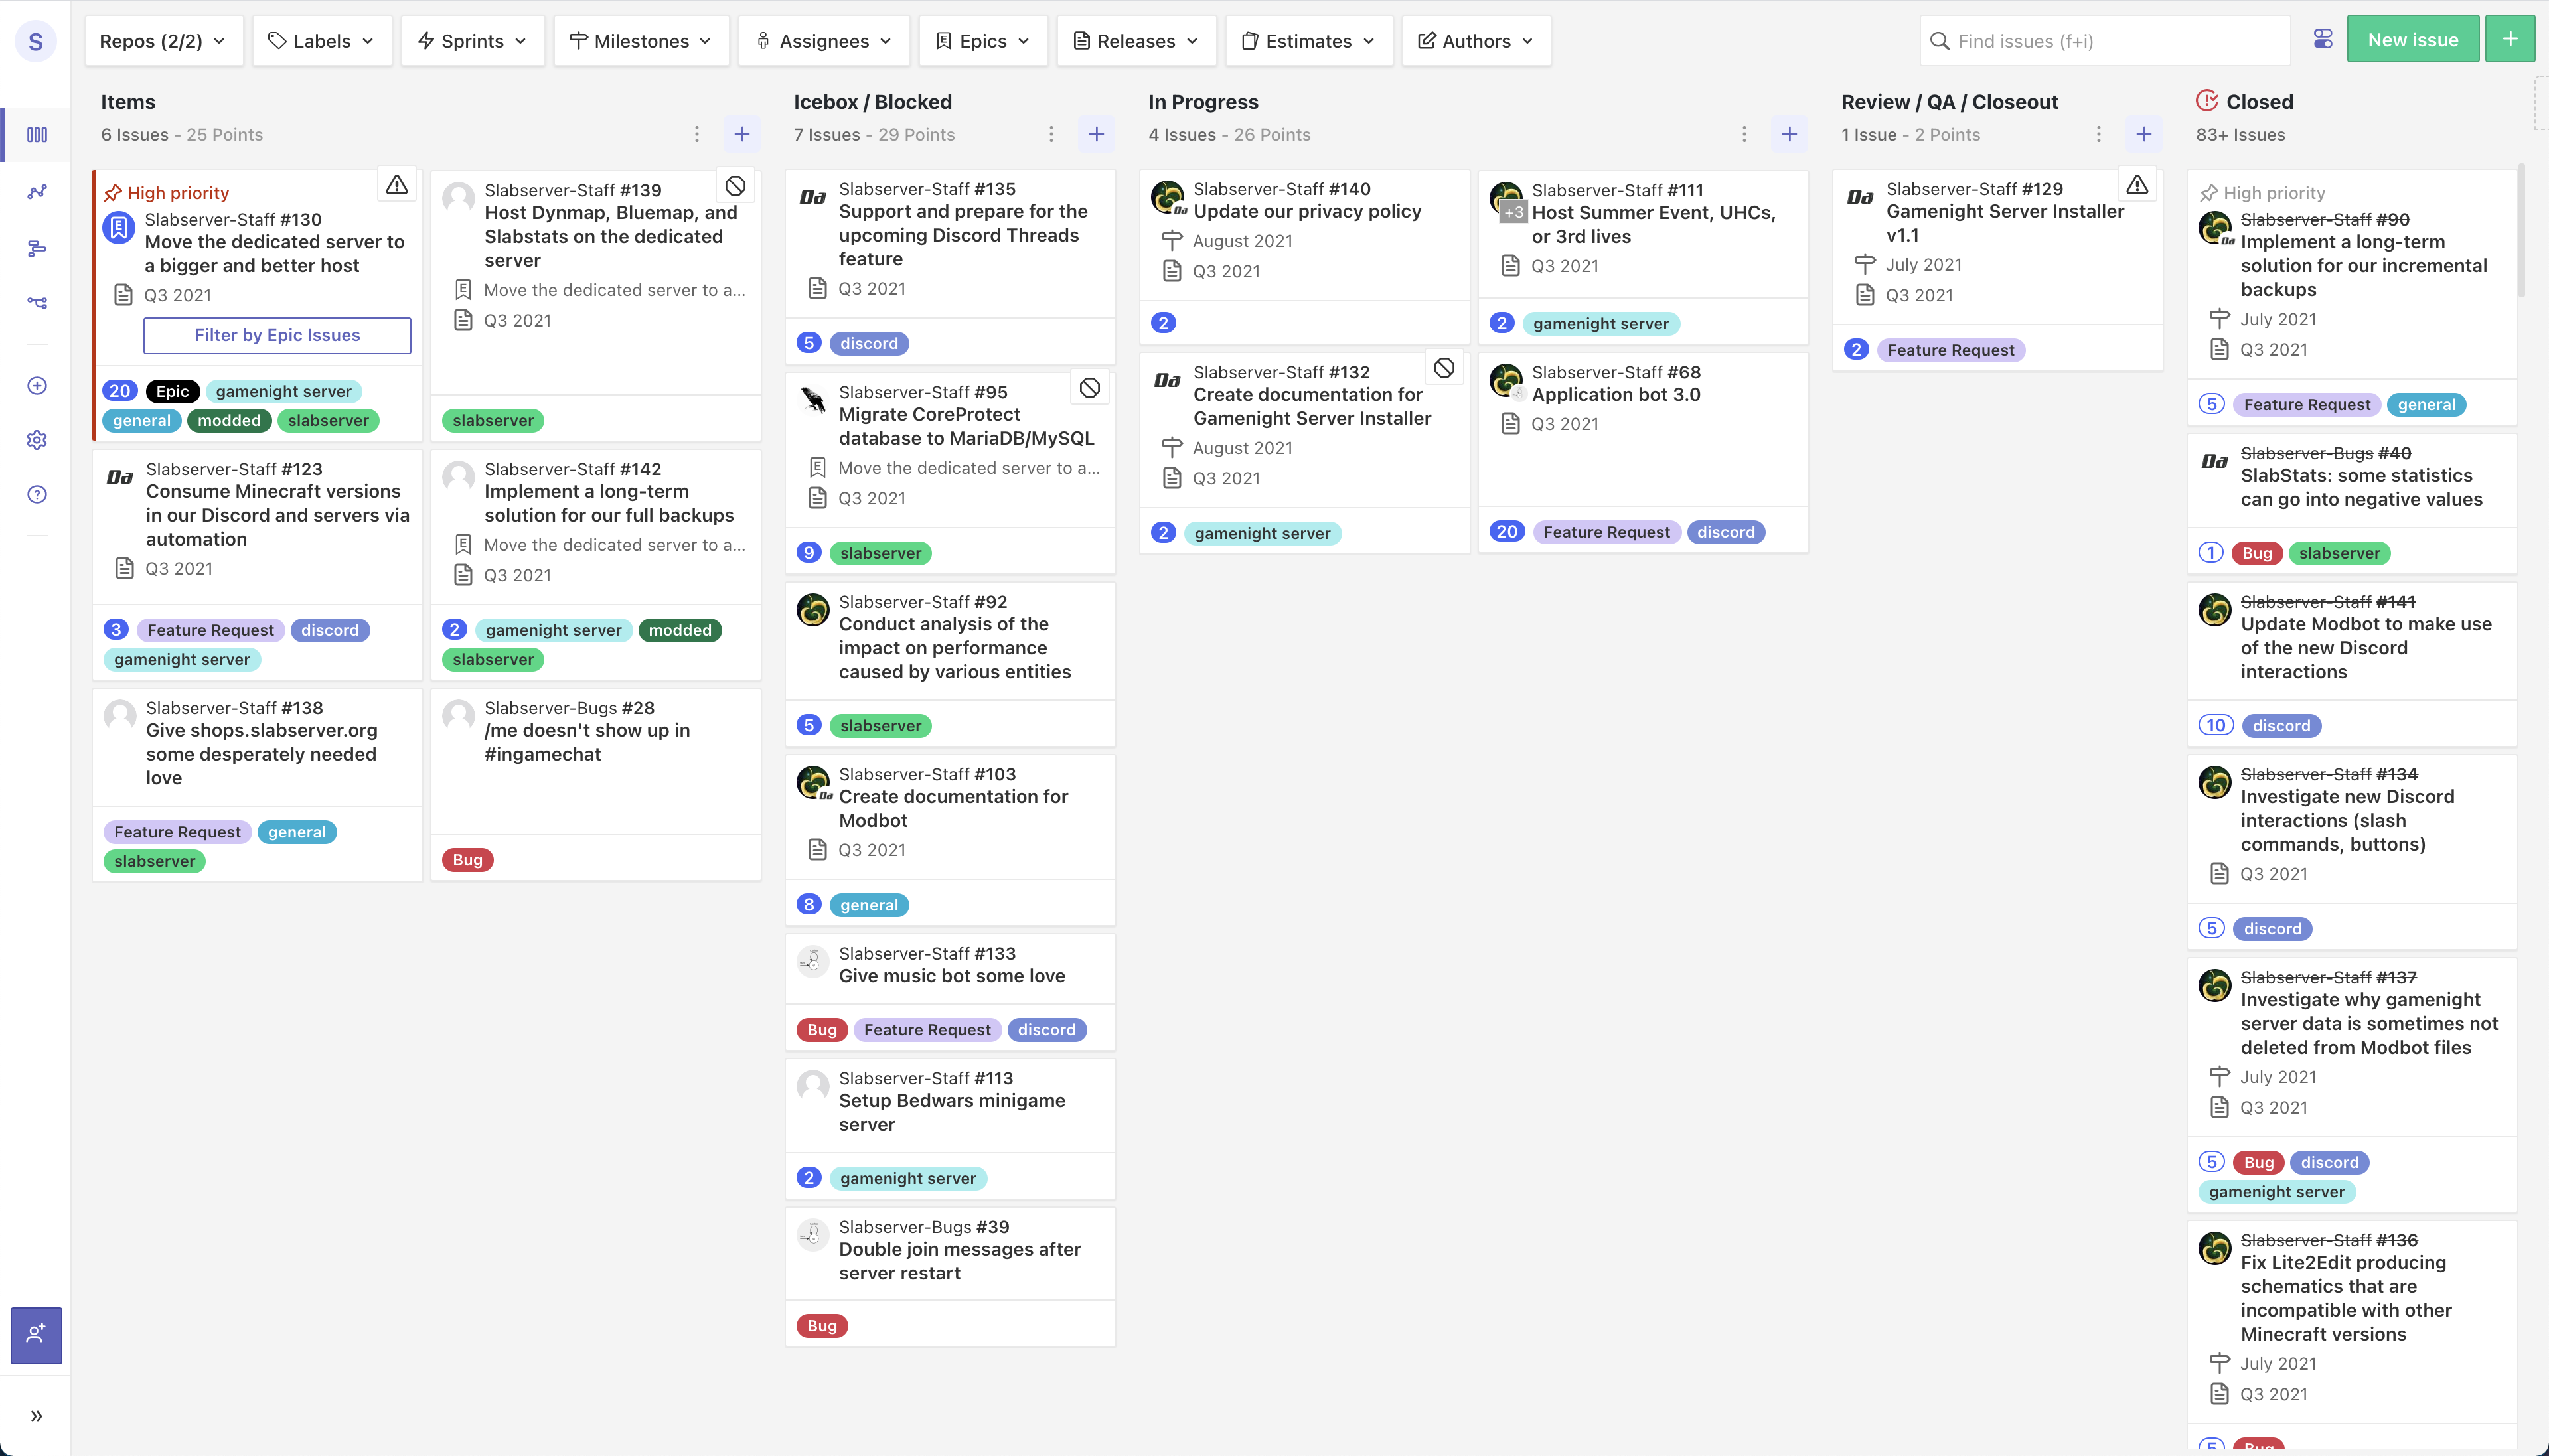 S
Repos (2/2)
Labels
Sprints
Milestones
Assignees
Epics
Releases
Estimates
Authors
Find issues (f+i)
New issue
Items
6 Issues - 25 Points
High priority
Slabserver-Staff #130
Move the dedicated server to
a bigger and better host
Q3 2021
Filter by Epic Issues
20 Epic gamenight server
general modded slabserver
Slabserver-Staff #139
Host Dynmap, Bluemap, and
Slabstats on the dedicated
server
Move the dedicated server to a...
Q3 2021
slabserver
Da
Slabserver-Staff #123
Consume Minecraft versions
in our Discord and servers via
automation
Q3 2021
3 Feature Request discord
gamenight server
Slabserver-Staff #142
Implement a long-term
solution for our full backups
Move the dedicated server to a...
Q3 2021
2 gamenight server modded
slabserver
Slabserver-Staff #138
Give shops.slabserver.org
some desperately needed
love
Feature Request general
slabserver
Slabserver-Bugs #28
/me doesn't show up in
#ingamechat
Bug
Icebox / Blocked
7 Issues - 29 Points
Da
Slabserver-Staff #135
Support and prepare for the
upcoming Discord Threads
feature
Q3 2021
5 discord
Slabserver-Staff #95
Migrate CoreProtect
database to MariaDB/MySQL
Move the dedicated server to a...
Q3 2021
9 slabserver
Slabserver-Staff #92
Conduct analysis of the
impact on performance
caused by various entities
5 slabserver
Da
Slabserver-Staff #103
Create documentation for
Modbot
Q3 2021
8 general
Slabserver-Staff #133
Give music bot some love
Bug Feature Request discord
Slabserver-Staff #113
Setup Bedwars minigame
server
2 gamenight server
Slabserver-Bugs #39
Double join messages after
server restart
Bug
In Progress
4 Issues - 26 Points
Da
Slabserver-Staff #140
Update our privacy policy
August 2021
Q3 2021
2
+3
Slabserver-Staff #111
Host Summer Event, UHCs,
or 3rd lives
Q3 2021
2 gamenight server
Da
Slabserver-Staff #132
Create documentation for
Gamenight Server Installer
August 2021
Q3 2021
2 gamenight server
Slabserver-Staff #68
Application bot 3.0
Q3 2021
20 Feature Request discord
Review / QA / Closeout
1 Issue - 2 Points
Da
Slabserver-Staff #129
Gamenight Server Installer
v1.1
July 2021
Q3 2021
2 Feature Request
Closed
83+ Issues
High priority
Da
Slabserver-Staff #90
Implement a long-term
solution for our incremental
backups
July 2021
Q3 2021
5 Feature Request general
Da
Slabserver-Bugs #40
SlabStats: some statistics
can go into negative values
1 Bug slabserver
Slabserver-Staff #141
Update Modbot to make use
of the new Discord
interactions
10 discord
Slabserver-Staff #134
Investigate new Discord
interactions (slash
commands, buttons)
Q3 2021
5 discord
Slabserver-Staff #137
Investigate why gamenight
server data is sometimes not
deleted from Modbot files
July 2021
Q3 2021
5 Bug discord
gamenight server
Slabserver-Staff #136
Fix Lite2Edit producing
schematics that are
incompatible with other
Minecraft versions
July 2021
Q3 2021
5 Bug